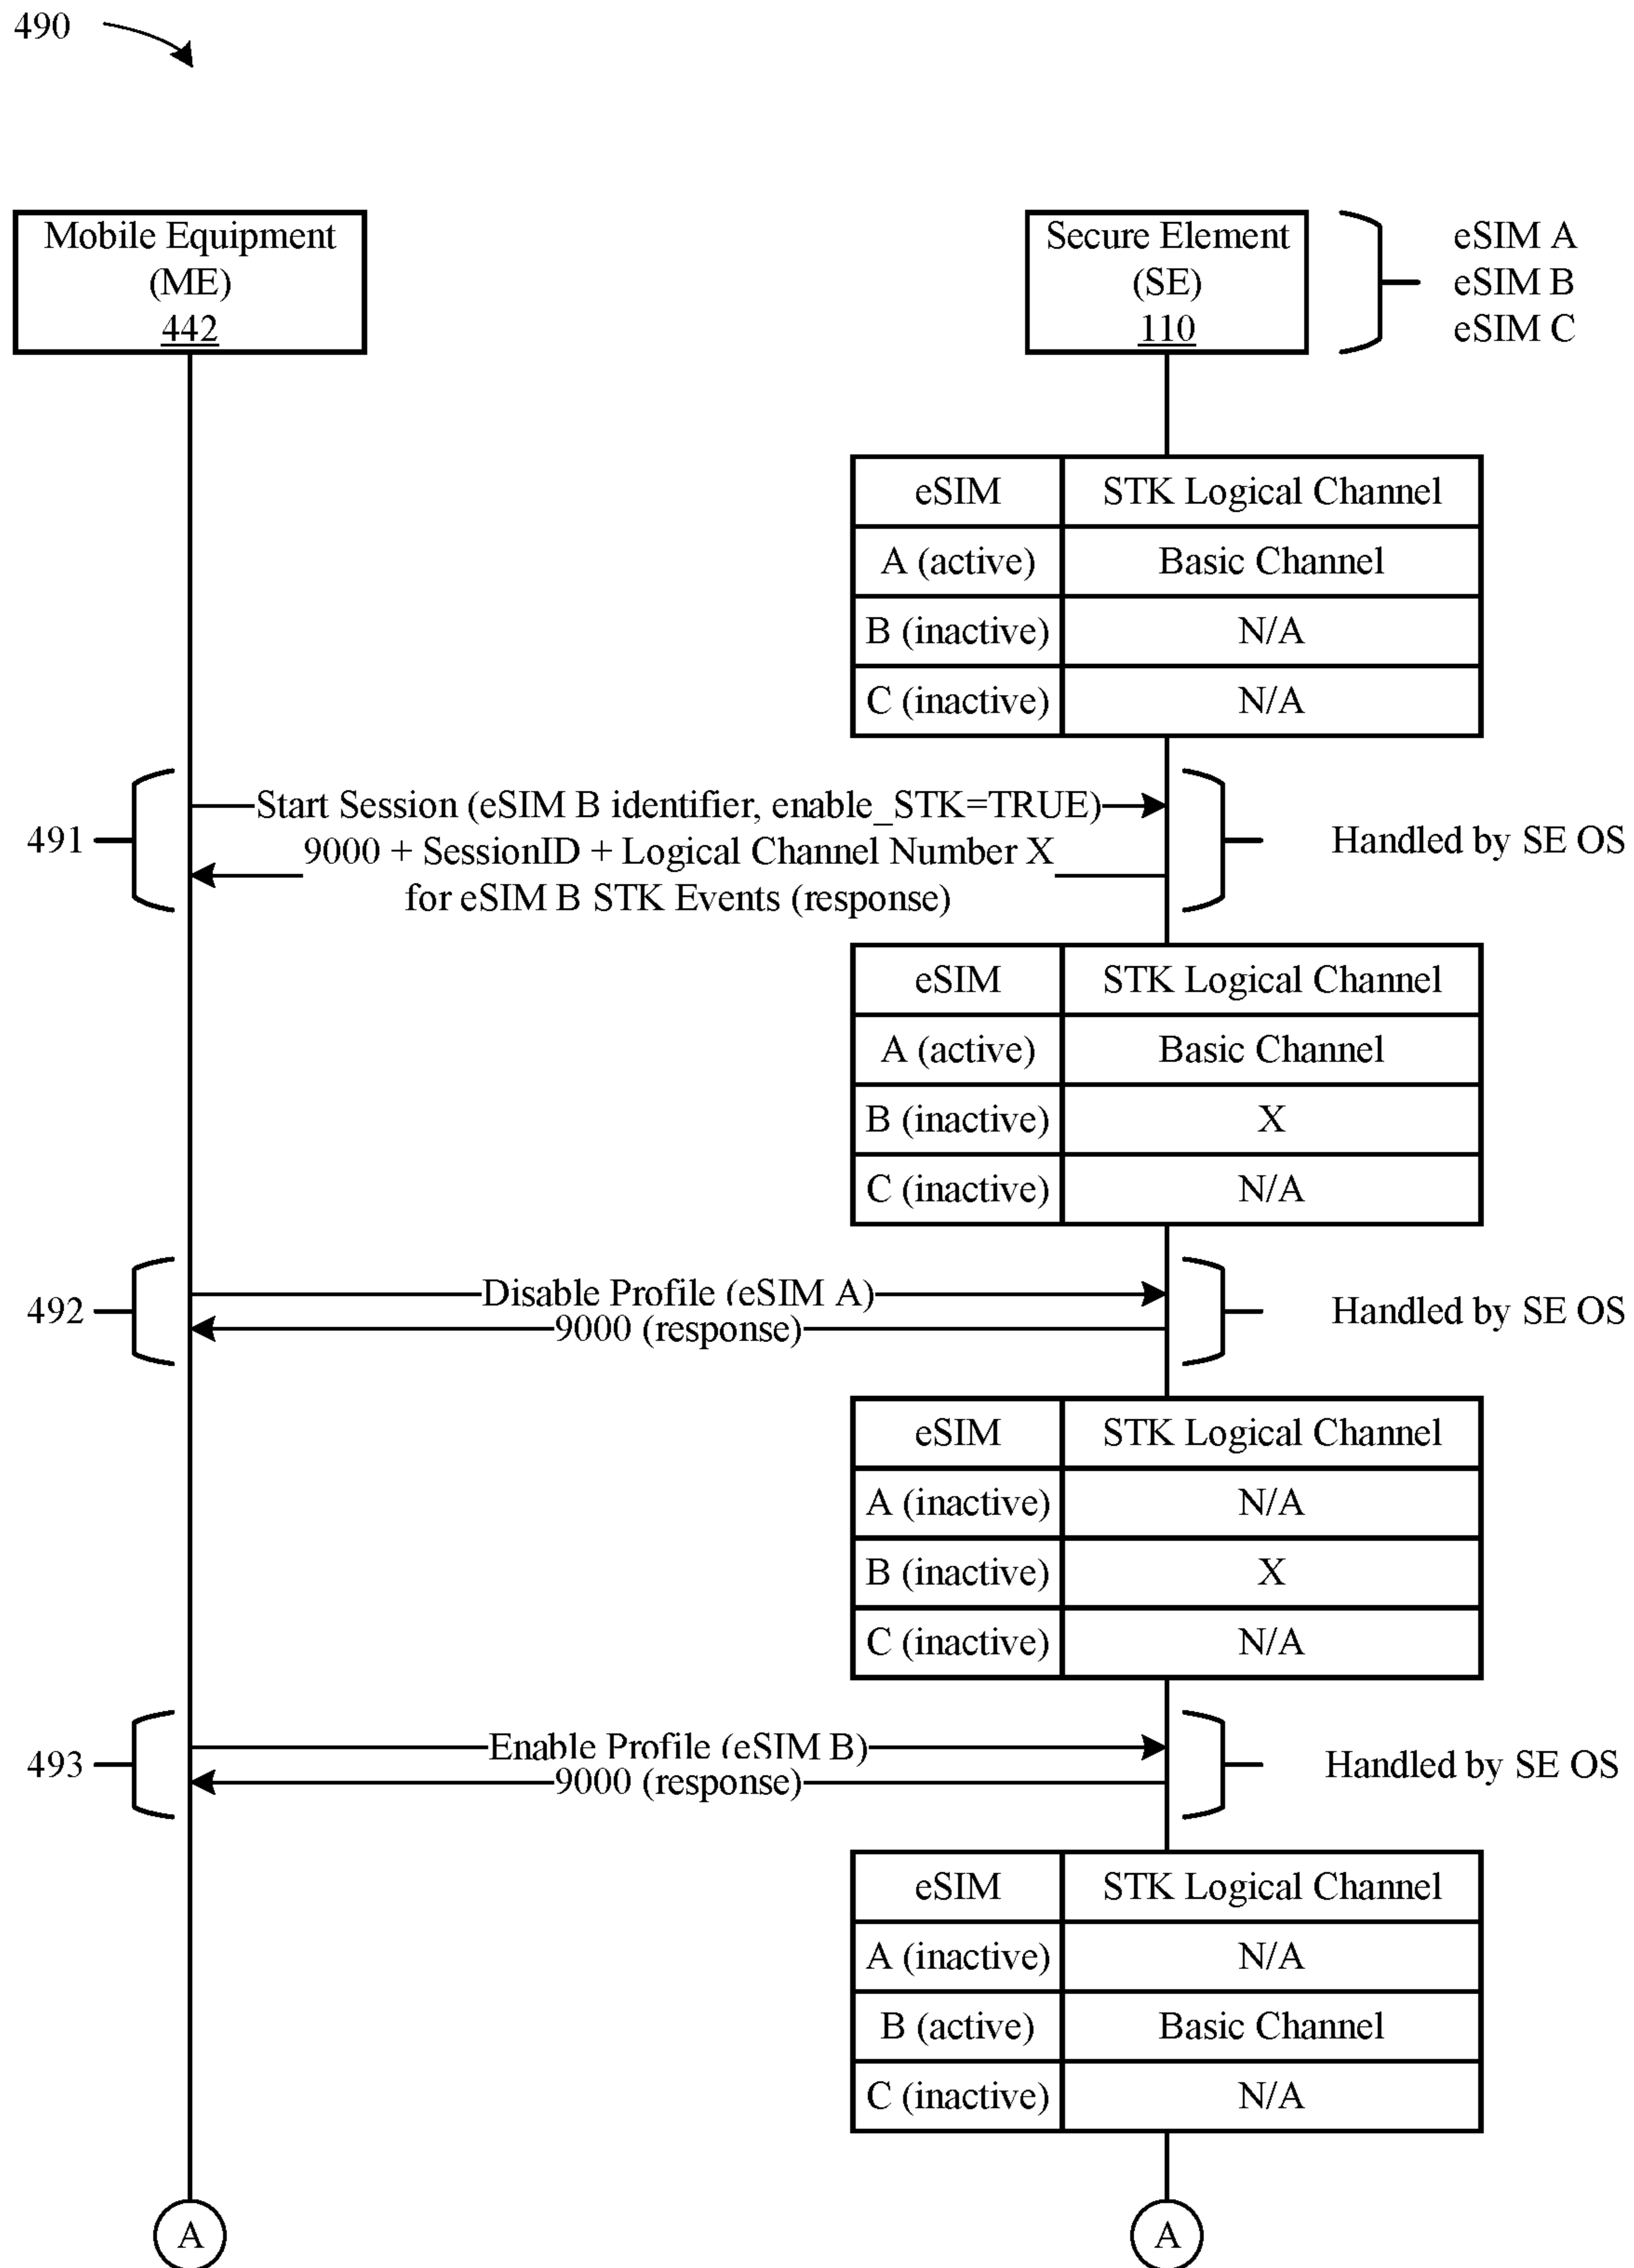 490
Mobile Equipment
(ME)
442
Secure Element
(SE)
110
eSIM A
eSIM B
eSIM C
eSIM STK Logical Channel
A (active) Basic Channel
B (inactive) N/A
C (inactive) N/A
491
Start Session (eSIM B identifier, enable_STK=TRUE)
9000 + SessionID + Logical Channel Number X
for eSIM B STK Events (response)
Handled by SE OS
eSIM STK Logical Channel
A (active) Basic Channel
B (inactive) X
C (inactive) N/A
492
Disable Profile (eSIM A)
9000 (response)
Handled by SE OS
eSIM STK Logical Channel
A (inactive) N/A
B (inactive) X
C (inactive) N/A
493
Enable Profile (eSIM B)
9000 (response)
Handled by SE OS
eSIM STK Logical Channel
A (inactive) N/A
B (active) Basic Channel
C (inactive) N/A
A
A